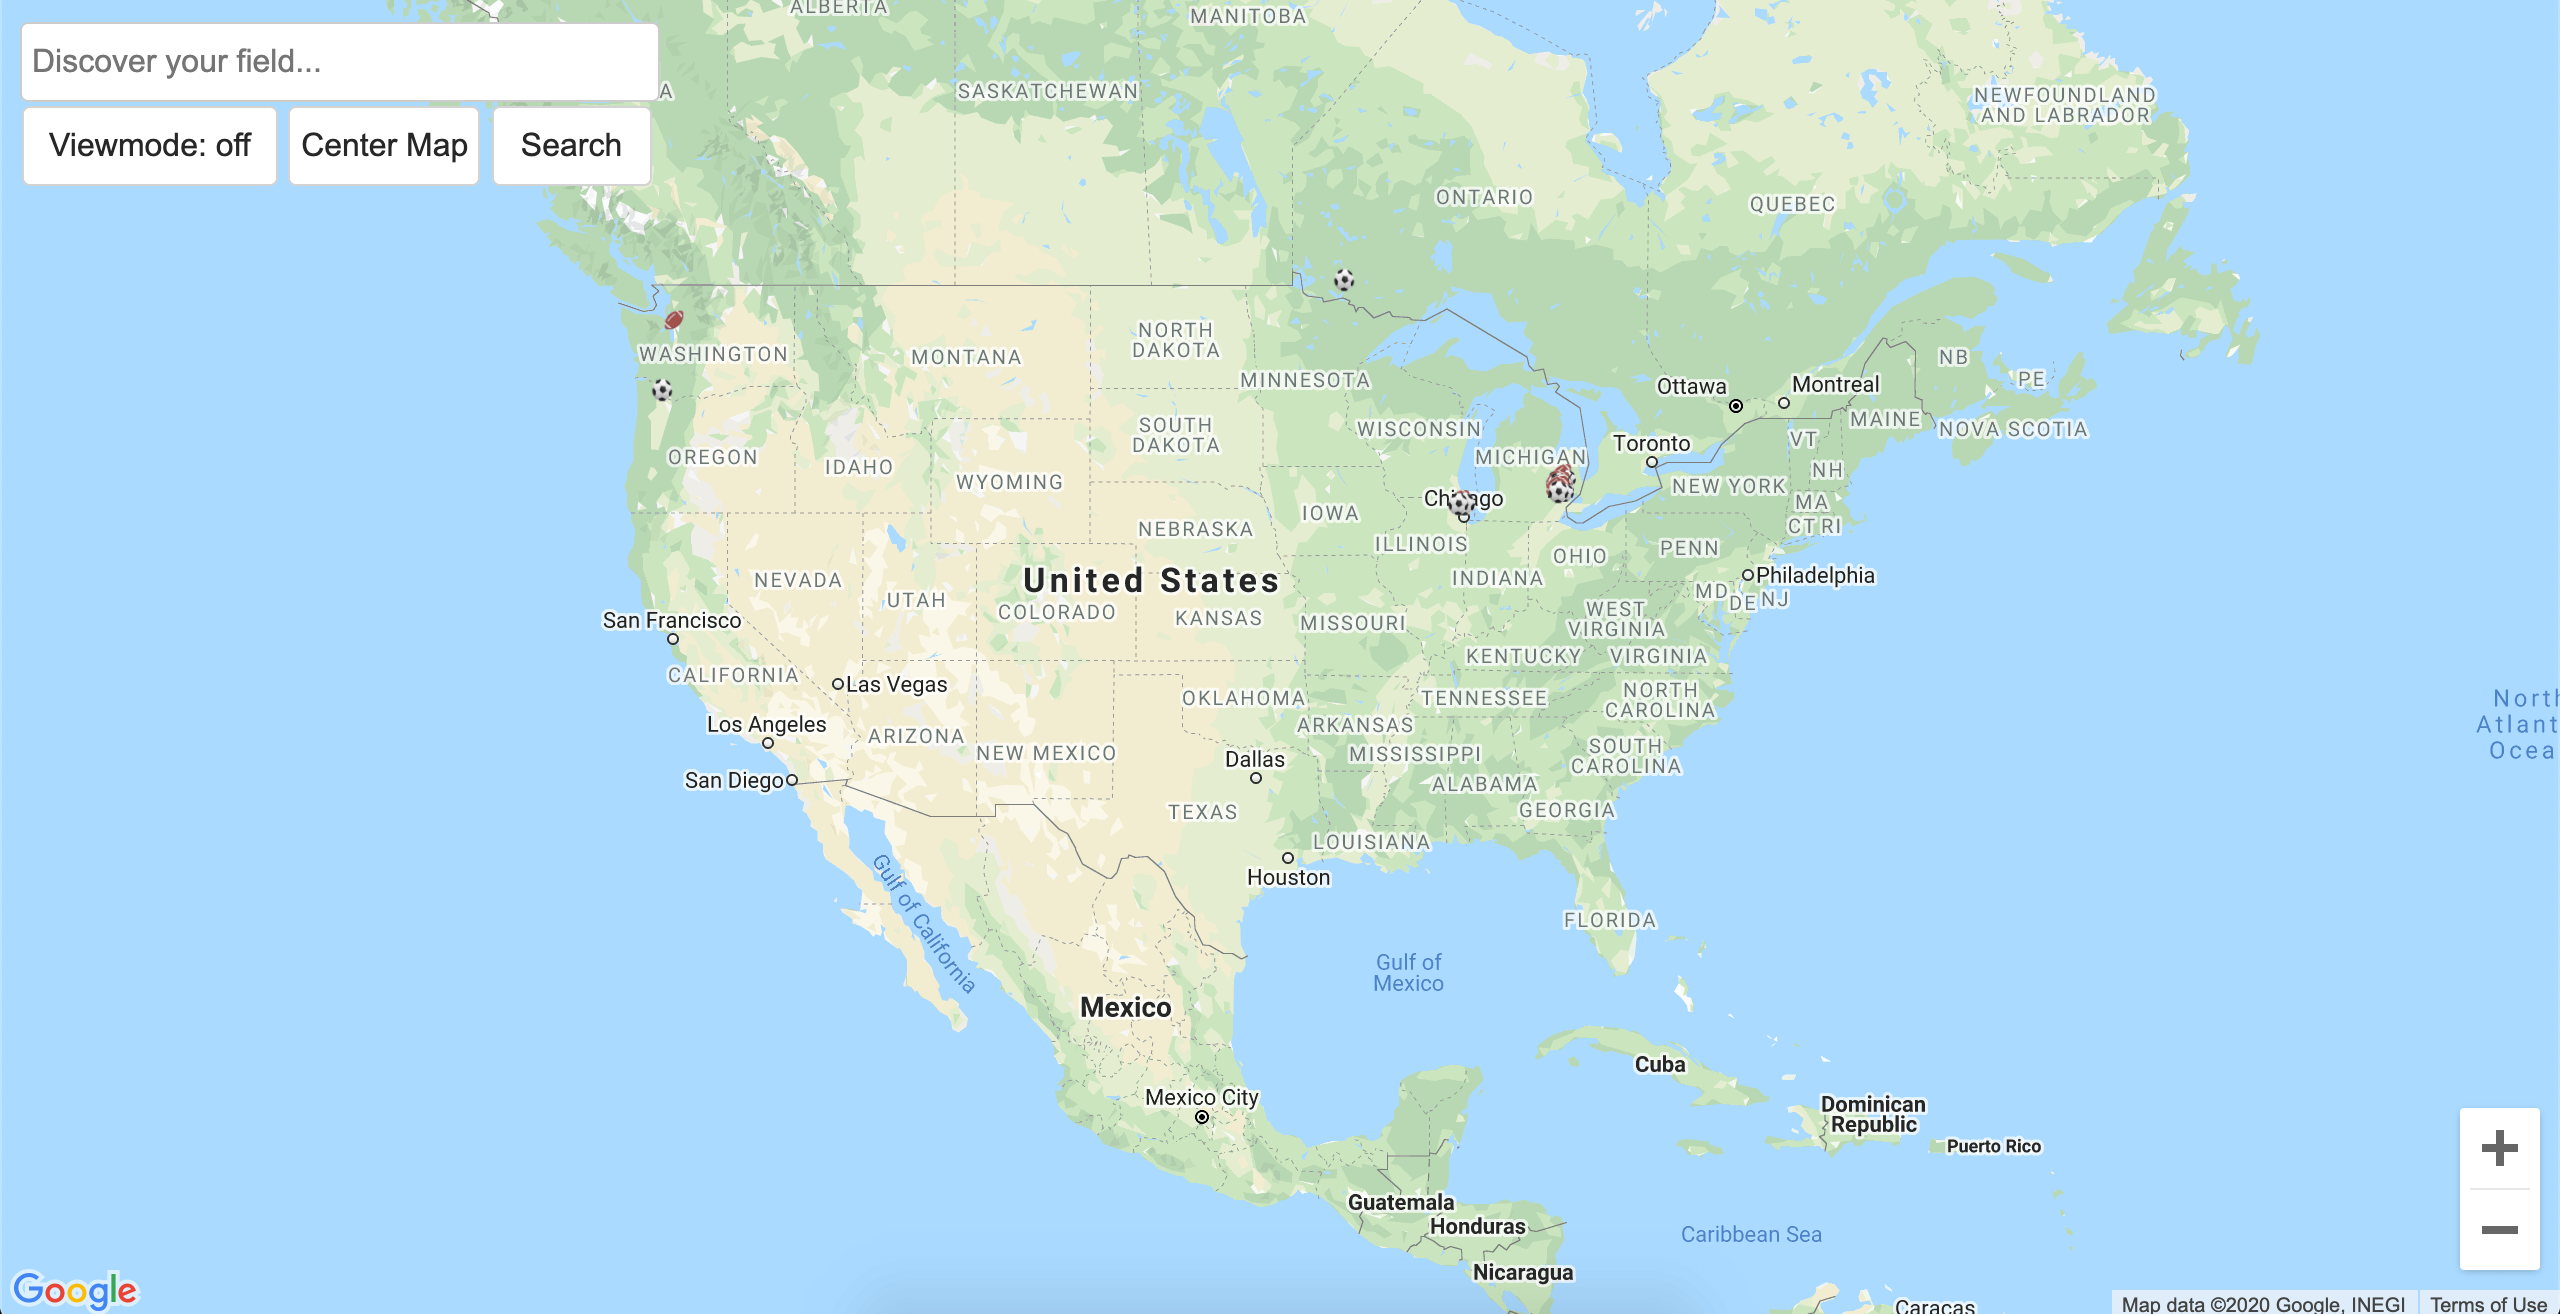 ALBERTA
MANITOBA
Discover your field...
A
SASKATCHEWAN
NEWFOUNDLAND
AND LABRADOR
Viewmode: off
Center Map
Search
ONTARIO
QUEBEC
WASHINGTON
MONTANA
NORTH
DAKOTA
MINNESOTA
NB
PE
Ottawa
Montreal
MAINE
NOVA SCOTIA
OREGON
IDAHO
WYOMING
SOUTH
DAKOTA
WISCONSIN
MICHIGAN
Toronto
VT
NH
NEW YORK
MA
CT RI
Chicago
IOWA
NEBRASKA
ILLINOIS
OHIO
PENN
INDIANA
Philadelphia
MD
DE
NJ
NEVADA
UTAH
United States
COLORADO
KANSAS
MISSOURI
WEST
VIRGINIA
KENTUCKY
VIRGINIA
San Francisco
CALIFORNIA
Las Vegas
OKLAHOMA
TENNESSEE
NORTH
CAROLINA
Los Angeles
ARIZONA
NEW MEXICO
ARKANSAS
MISSISSIPPI
SOUTH
CAROLINA
San Diego
Dallas
ALABAMA
TEXAS
GEORGIA
LOUISIANA
Houston
North
Atlant
Ocea
Gulf of California
FLORIDA
Gulf of
Mexico
Mexico
Cuba
Mexico City
Dominican
Republic
Puerto Rico
Guatemala
Honduras
Caribbean Sea
Nicaragua
Caracas
Google
Map data ©2020 Google, INEGI
Terms of Use